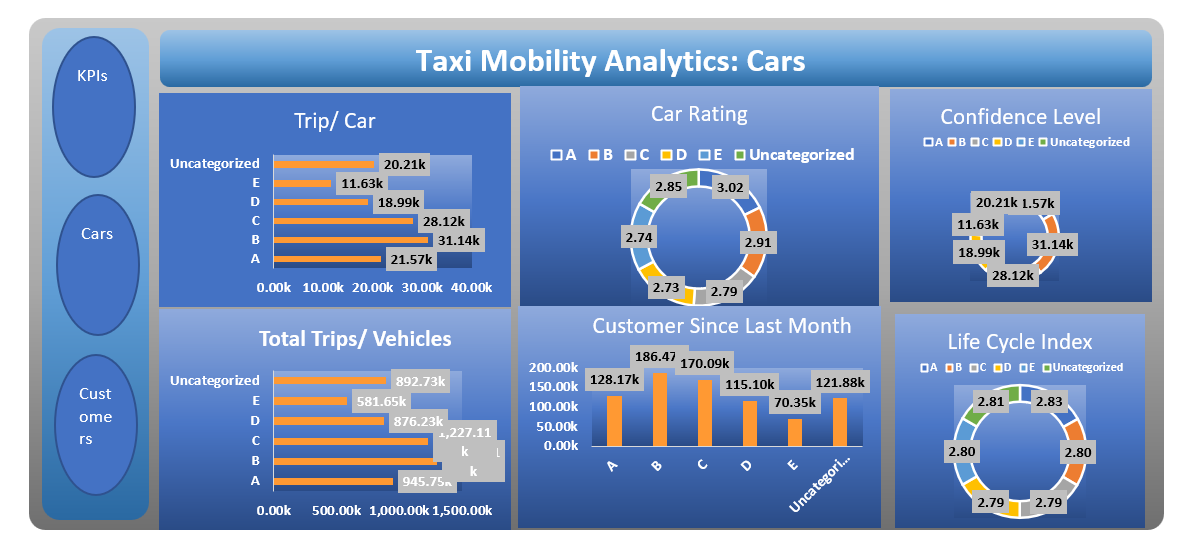 Taxi Mobility Analytics: Cars
KPIs
Cars
Cust
ome
rs
Trip/ Car
Uncategorized
20.21k
E
11.63k
D
18.99k
C
28.12k
B
31.14k
A
21.57k
0.00k 10.00k 20.00k 30.00k 40.00k
Car Rating
A B C D E Uncategorized
2.85 3.02
2.74 2.91
2.73 2.79
Confidence Level
A B C D E Uncategorized
20.21k 1.57k
11.63k
31.14k
18.99k
28.12k
Total Trips/ Vehicles
Uncategorized
892.73k
E
581.65k
D
876.23k
C
1,227.11
k
B
k
A
945.75k
0.00k 500.00k 1,000.00k 1,500.00k
Customer Since Last Month
200.00k
150.00k
100.00k
50.00k
0.00k
128.17k
186.47
170.09k
115.10k
70.35k
121.88k
A B C D E Uncategori...
Life Cycle Index
A B C D E Uncategorized
2.81 2.83
2.80 2.80
2.79 2.79